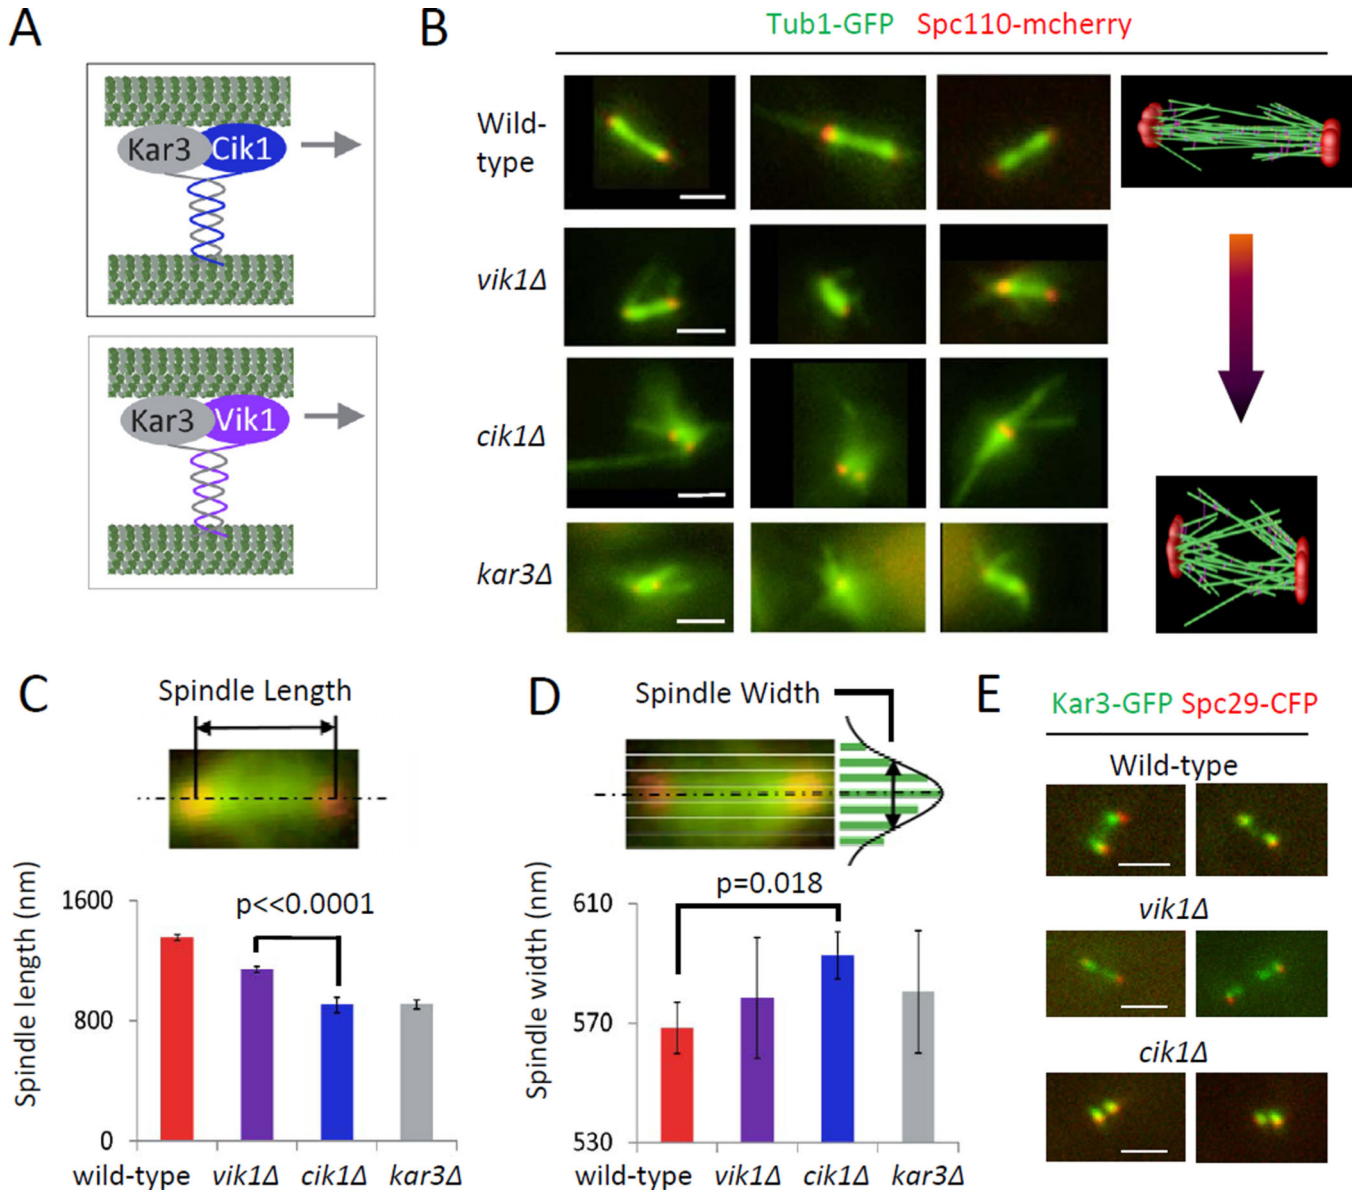 A
Kar3 Cik1
Kar3 Vik1
B
Tub1-GFP Spc110-mcherry
Wild-
type
vik1Δ
cik1Δ
kar3Δ
C
Spindle Length
Spindle length (nm)
1600
800
0
p<<0.0001
wild-type vik1Δ cik1Δ kar3Δ
D
Spindle Width
Spindle width (nm)
610
570
530
p=0.018
wild-type vik1Δ cik1Δ kar3Δ
E
Kar3-GFP Spc29-CFP
Wild-type
vik1Δ
cik1Δ